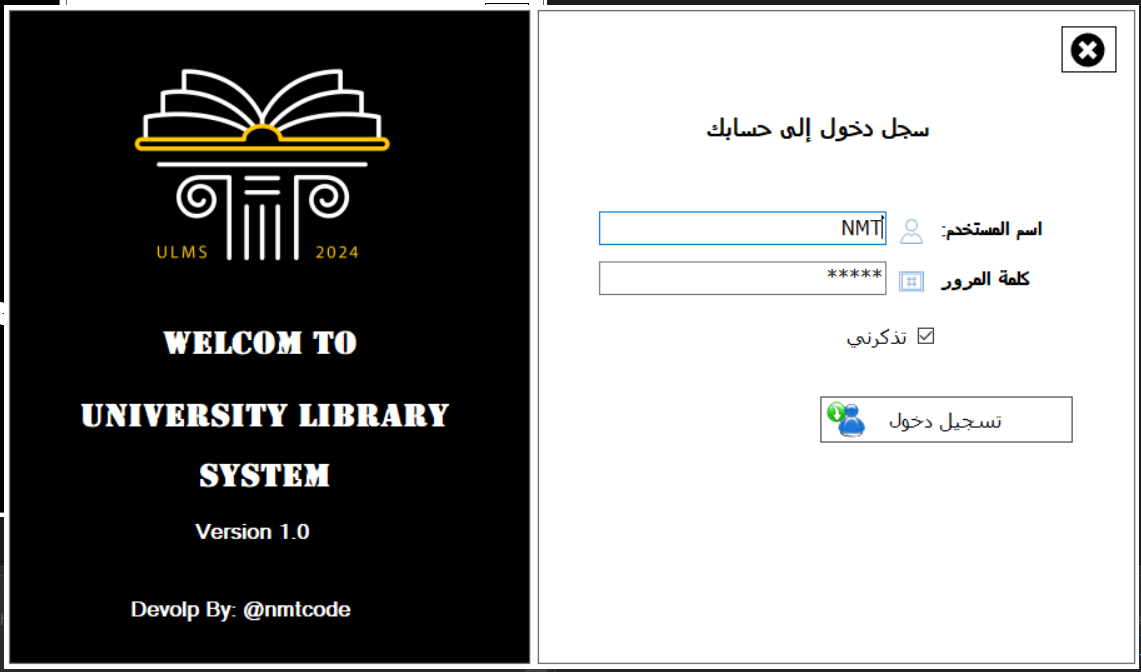 ULMS 2024
WELCOM TO
UNIVERSITY LIBRARY
SYSTEM
Version 1.0
Devolp By: @nmtcode
سجل دخول إلى حسابك
اسم المستخدم: NMT
كلمة المرور *****
تذكرني
تسجيل دخول